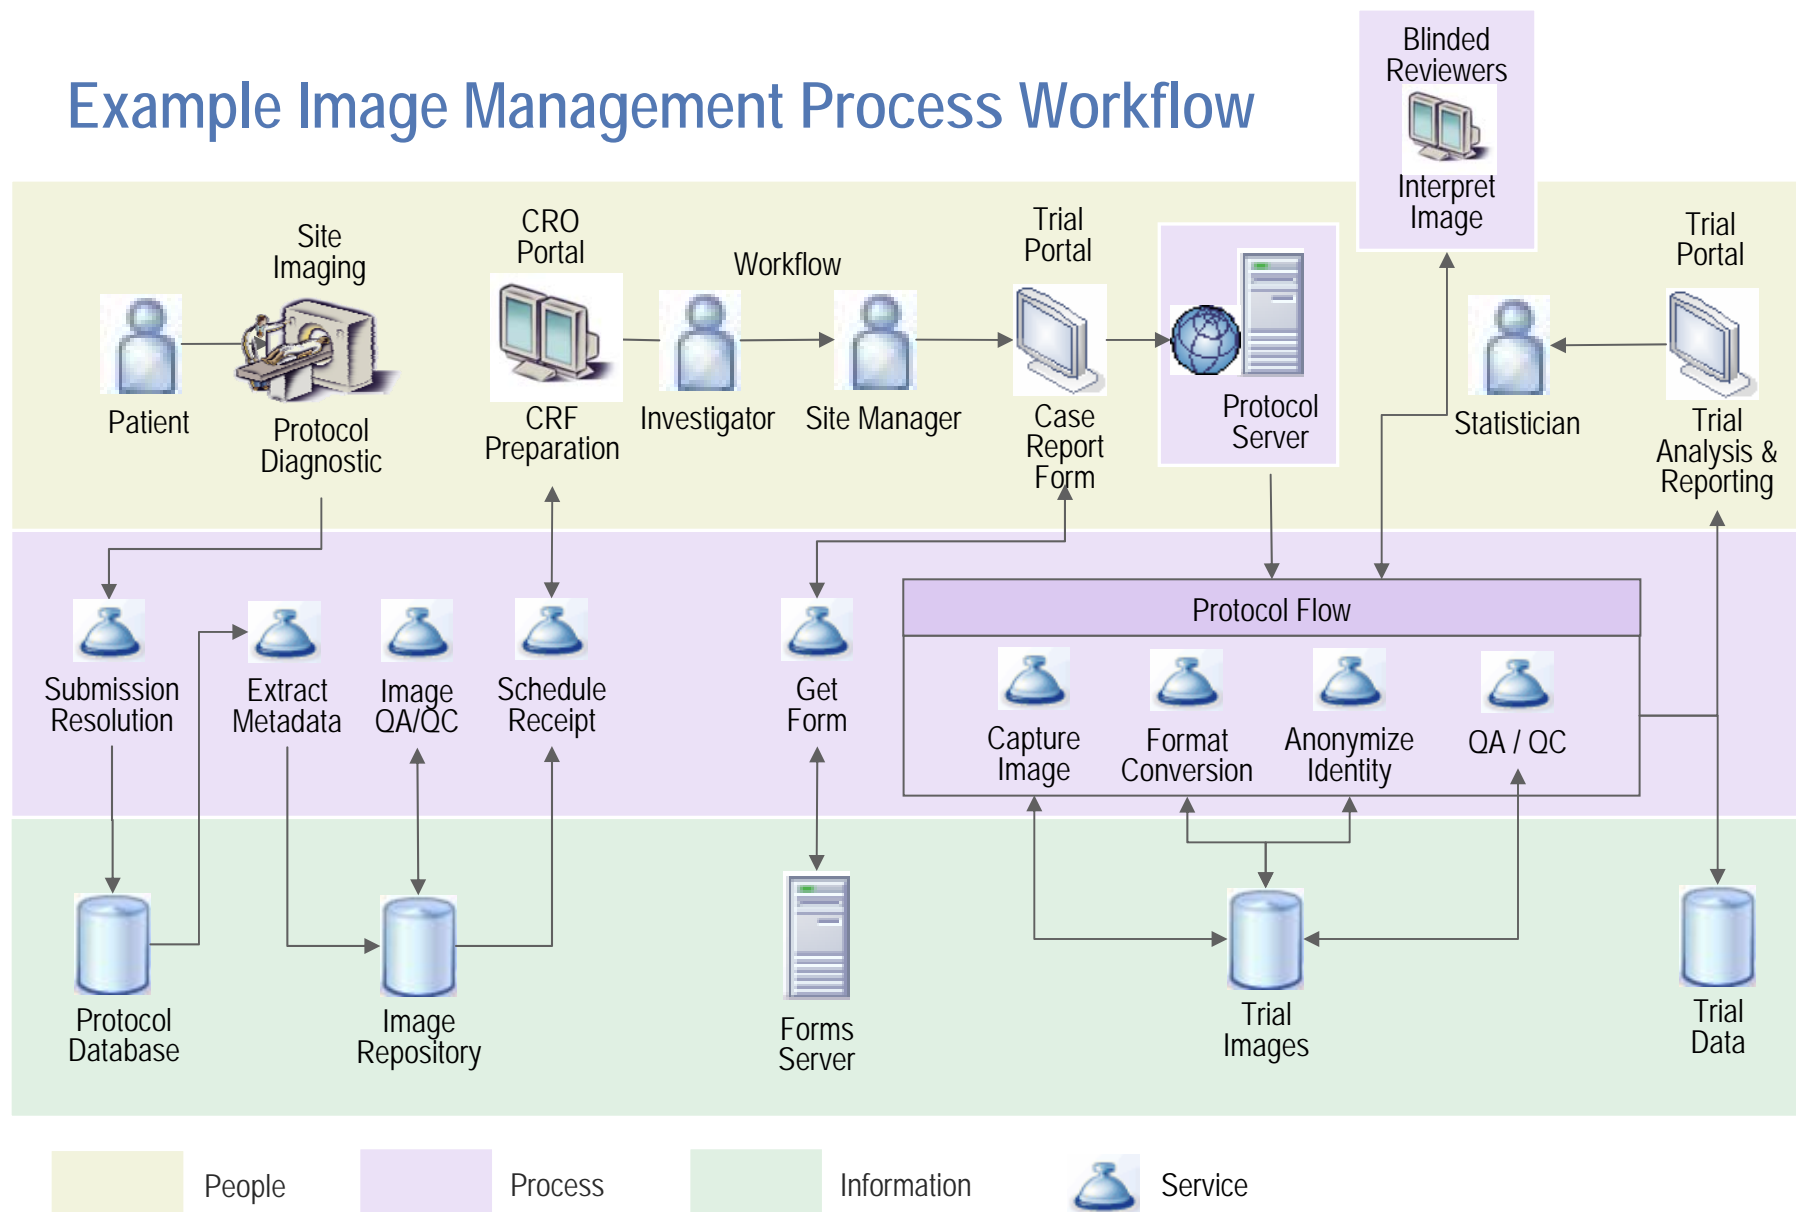 Example Image Management Process Workflow
Blinded
Reviewers
Interpret
Image
Site
Imaging
CRO
Portal
Workflow
Trial
Portal
Trial
Portal
Patient
Protocol
Diagnostic
CRF
Preparation
Investigator
Site Manager
Case
Report
Form
Protocol
Server
Statistician
Trial
Analysis &
Reporting
Submission
Resolution
Extract
Metadata
Image
QA/QC
Schedule
Receipt
Get
Form
Protocol Flow
Capture
Image
Format
Conversion
Anonymize
Identity
QA / QC
Protocol
Database
Image
Repository
Forms
Server
Trial
Images
Trial
Data
People
Process
Information
Service